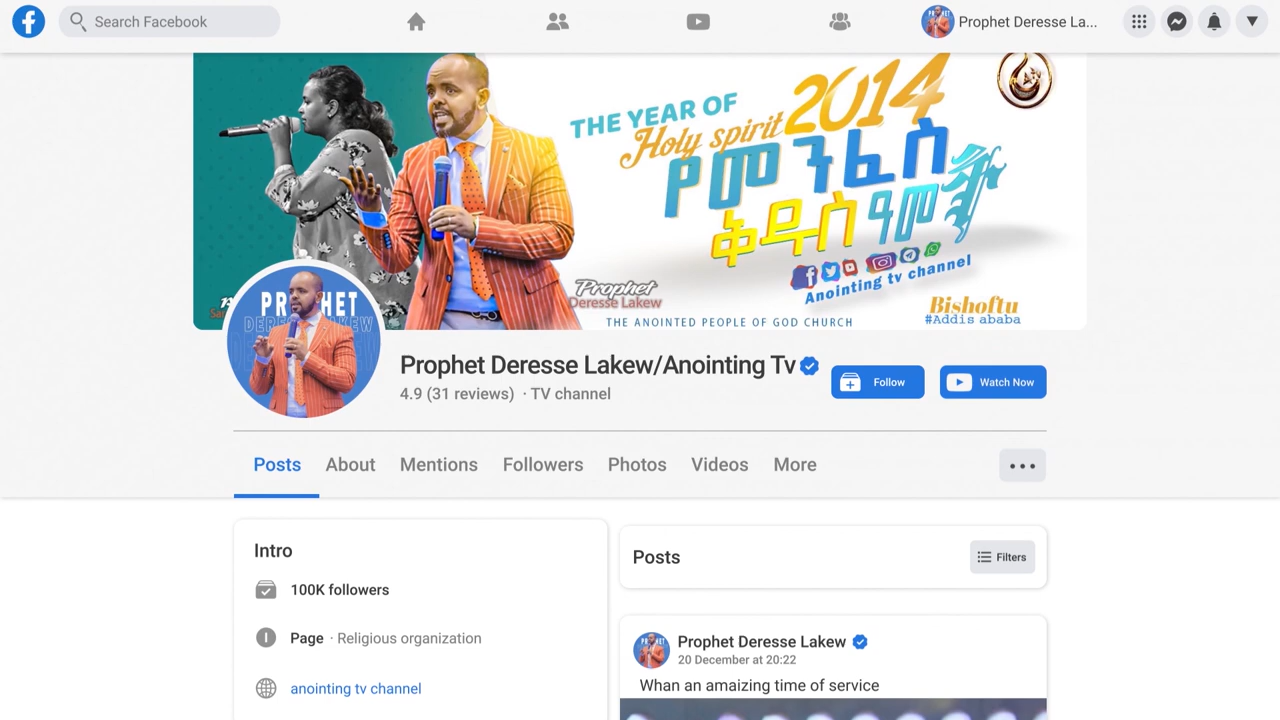 Search Facebook
Prophet Deresse La...
THE YEAR OF
Holy spirit 2014
የመንፈስ
ቅዱስ ዓመት
Anointing tv channel
Prophet
Deresse Lakew
Bishoftu
#Addis ababa
THE ANOINTED PEOPLE OF GOD CHURCH
PROPHET
DERESSE LAKEW
Prophet Deresse Lakew/Anointing Tv
4.9 (31 reviews) · TV channel
Follow
Watch Now
Posts
About
Mentions
Followers
Photos
Videos
More
Intro
100K followers
Page · Religious organization
anointing tv channel
Posts
Filters
Prophet Deresse Lakew
20 December at 20:22
Whan an amaizing time of service